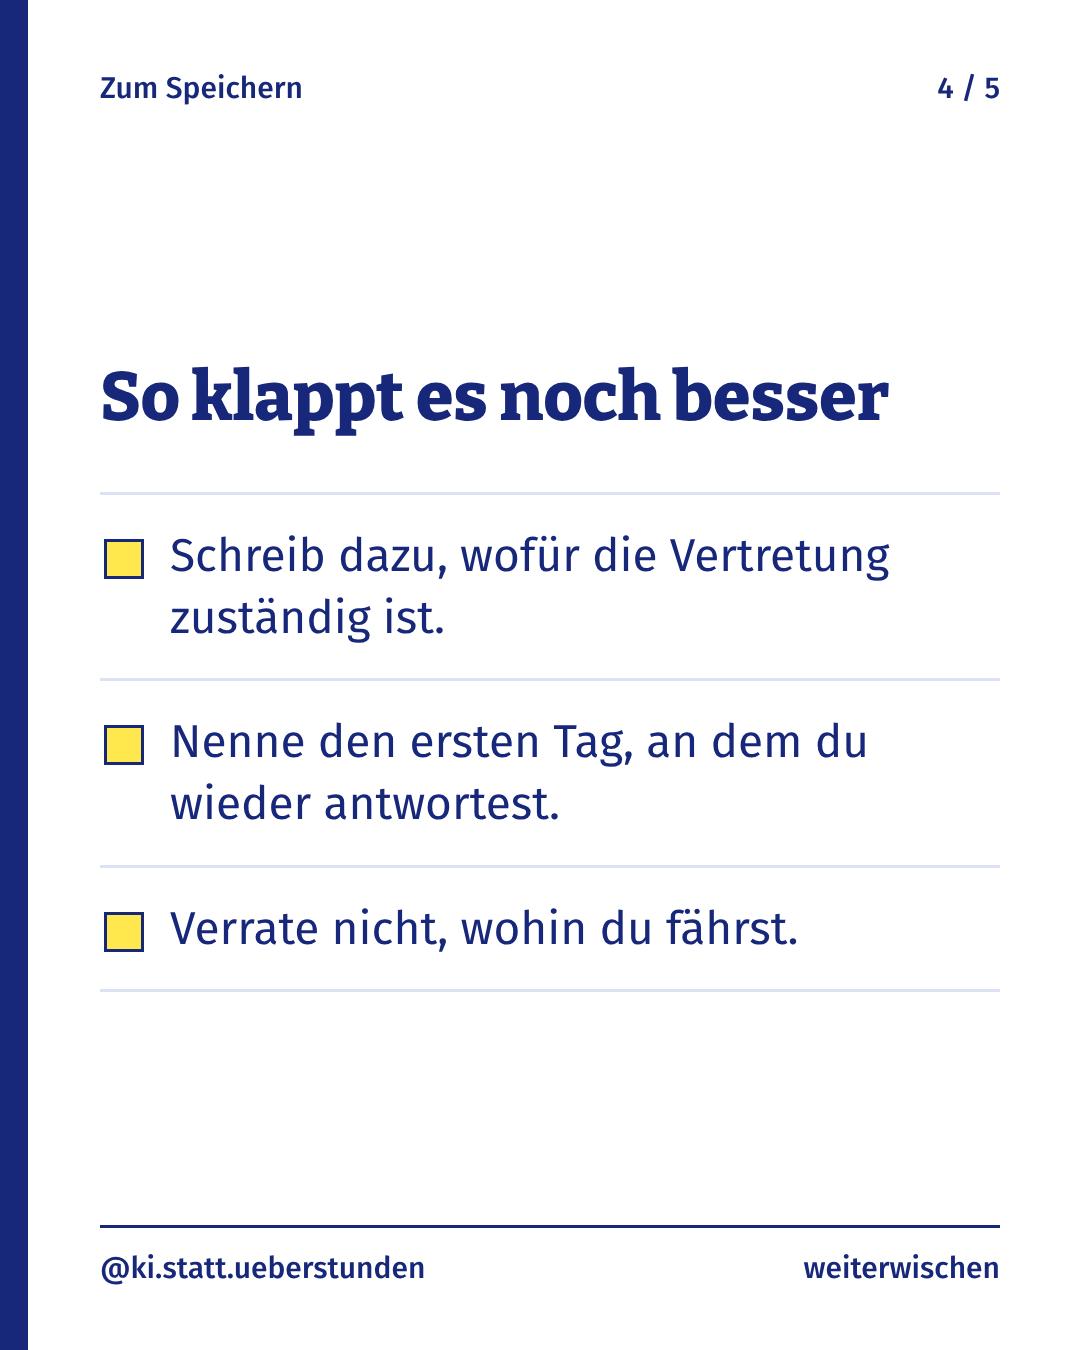 Zum Speichern
4 / 5
So klappt es noch besser
Schreib dazu, wofür die Vertretung
zuständig ist.
Nenne den ersten Tag, an dem du
wieder antwortest.
Verrate nicht, wohin du fährst.
@ki.statt.ueberstunden
weiterwischen